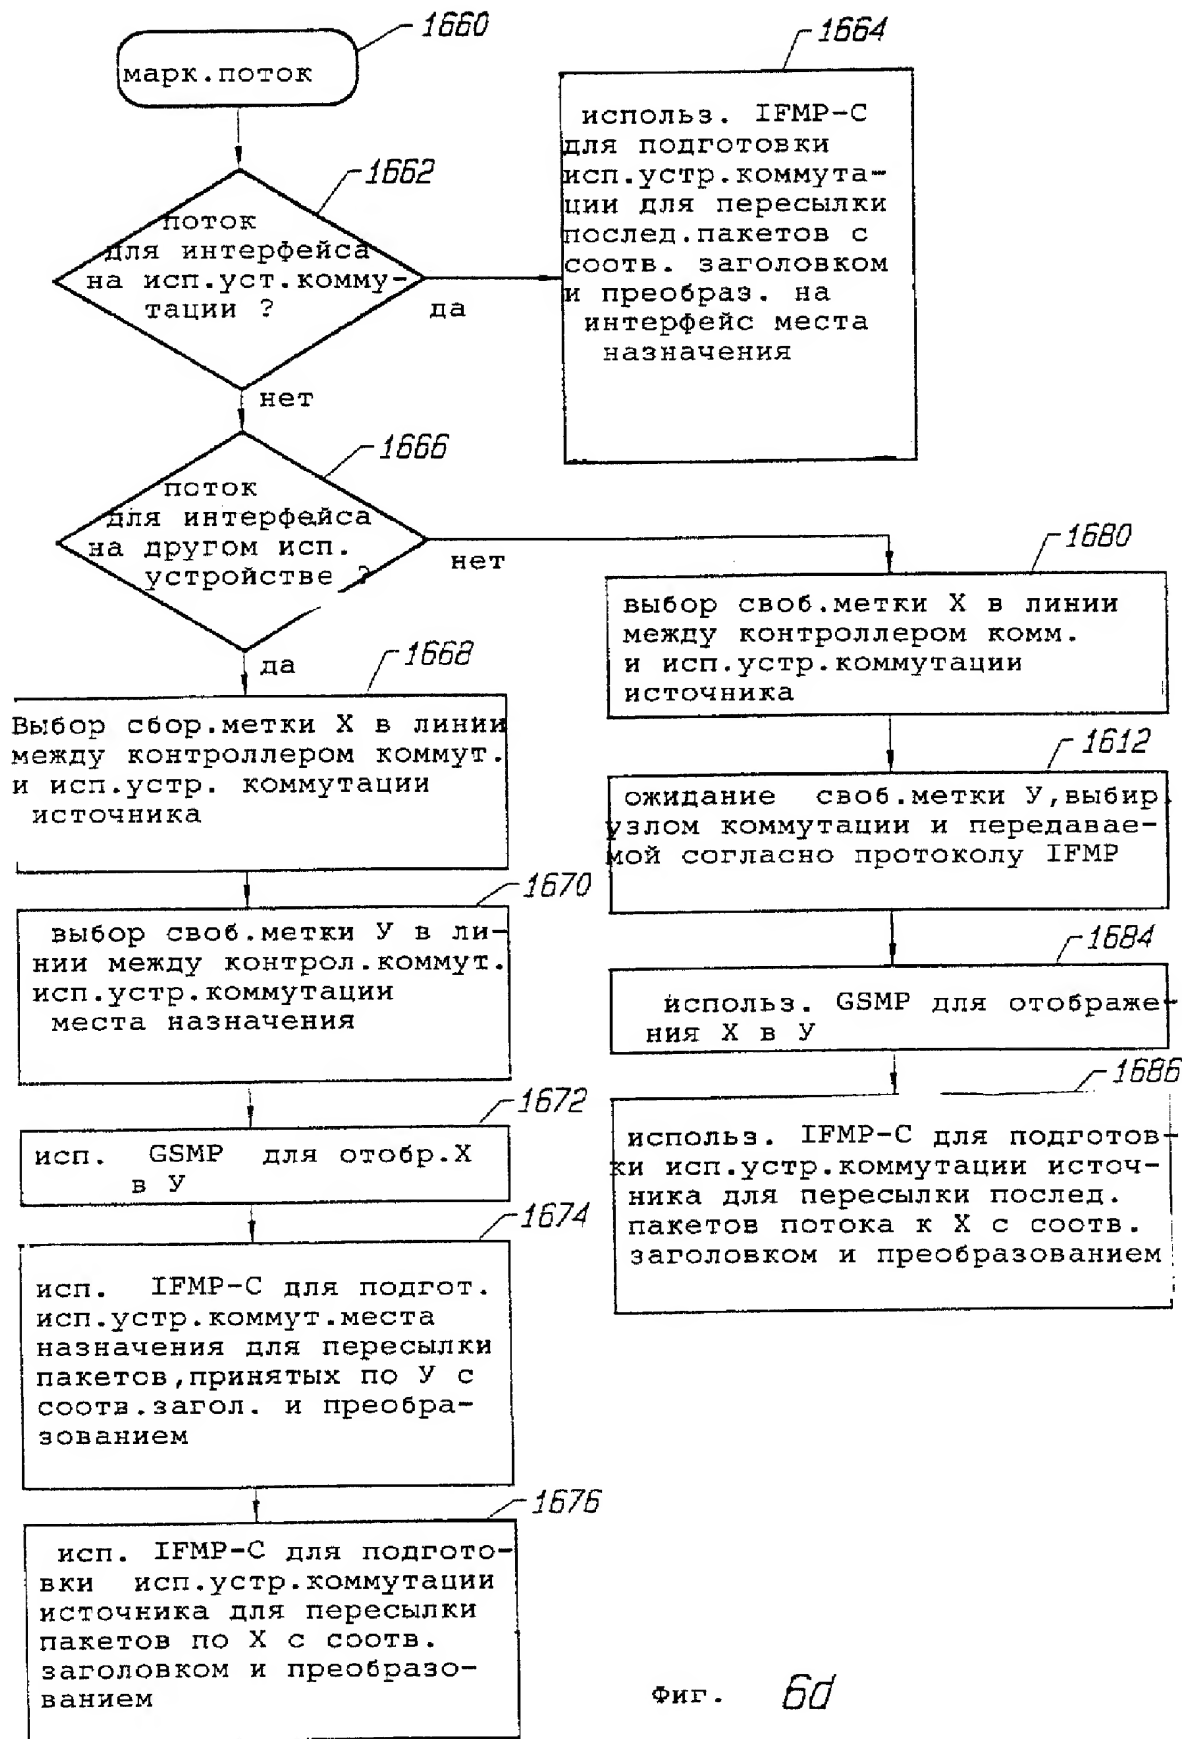 1660
марк.поток
1664
использ. IFMP-C
для подготовки
исп.устр.коммута-
ции для пересылки
послед.пакетов с
соотв. заголовком
и преобраз. на
интерфейс места
назначения
1662
поток
для интерфейса
на исп.уст.комму-
тации ?
да
нет
1666
поток
для интерфейса
на другом исп.
устройстве ?
нет
да
1668
Выбор сбор.метки X в линии
между контроллером коммут.
и исп.устр. коммутации
источника
1670
выбор своб.метки У в ли-
нии между контрол.коммут.
исп.устр.коммутации
места назначения
1672
исп. GSMP для отобр.X
в У
1674
исп. IFMP-C для подгот.
исп.устр.коммут.места
назначения для пересылки
пакетов,принятых по У с
соотв.загол. и преобра-
зованием
1676
исп. IFMP-C для подгото-
вки исп.устр.коммутации
источника для пересылки
пакетов по X с соотв.
заголовком и преобразо-
ванием
1680
выбор своб.метки X в линии
между контроллером комм.
и исп.устр.коммутации
источника
1612
ожидание своб.метки У,выбир.
узлом коммутации и передавае-
мой согласно протоколу IFMP
1684
использ. GSMP для отображе-
ния X в У
1686
использ. IFMP-C для подготов-
ки исп.устр.коммутации источ-
ника для пересылки послед.
пакетов потока к X с соотв.
заголовком и преобразованием
Фиг. 6d